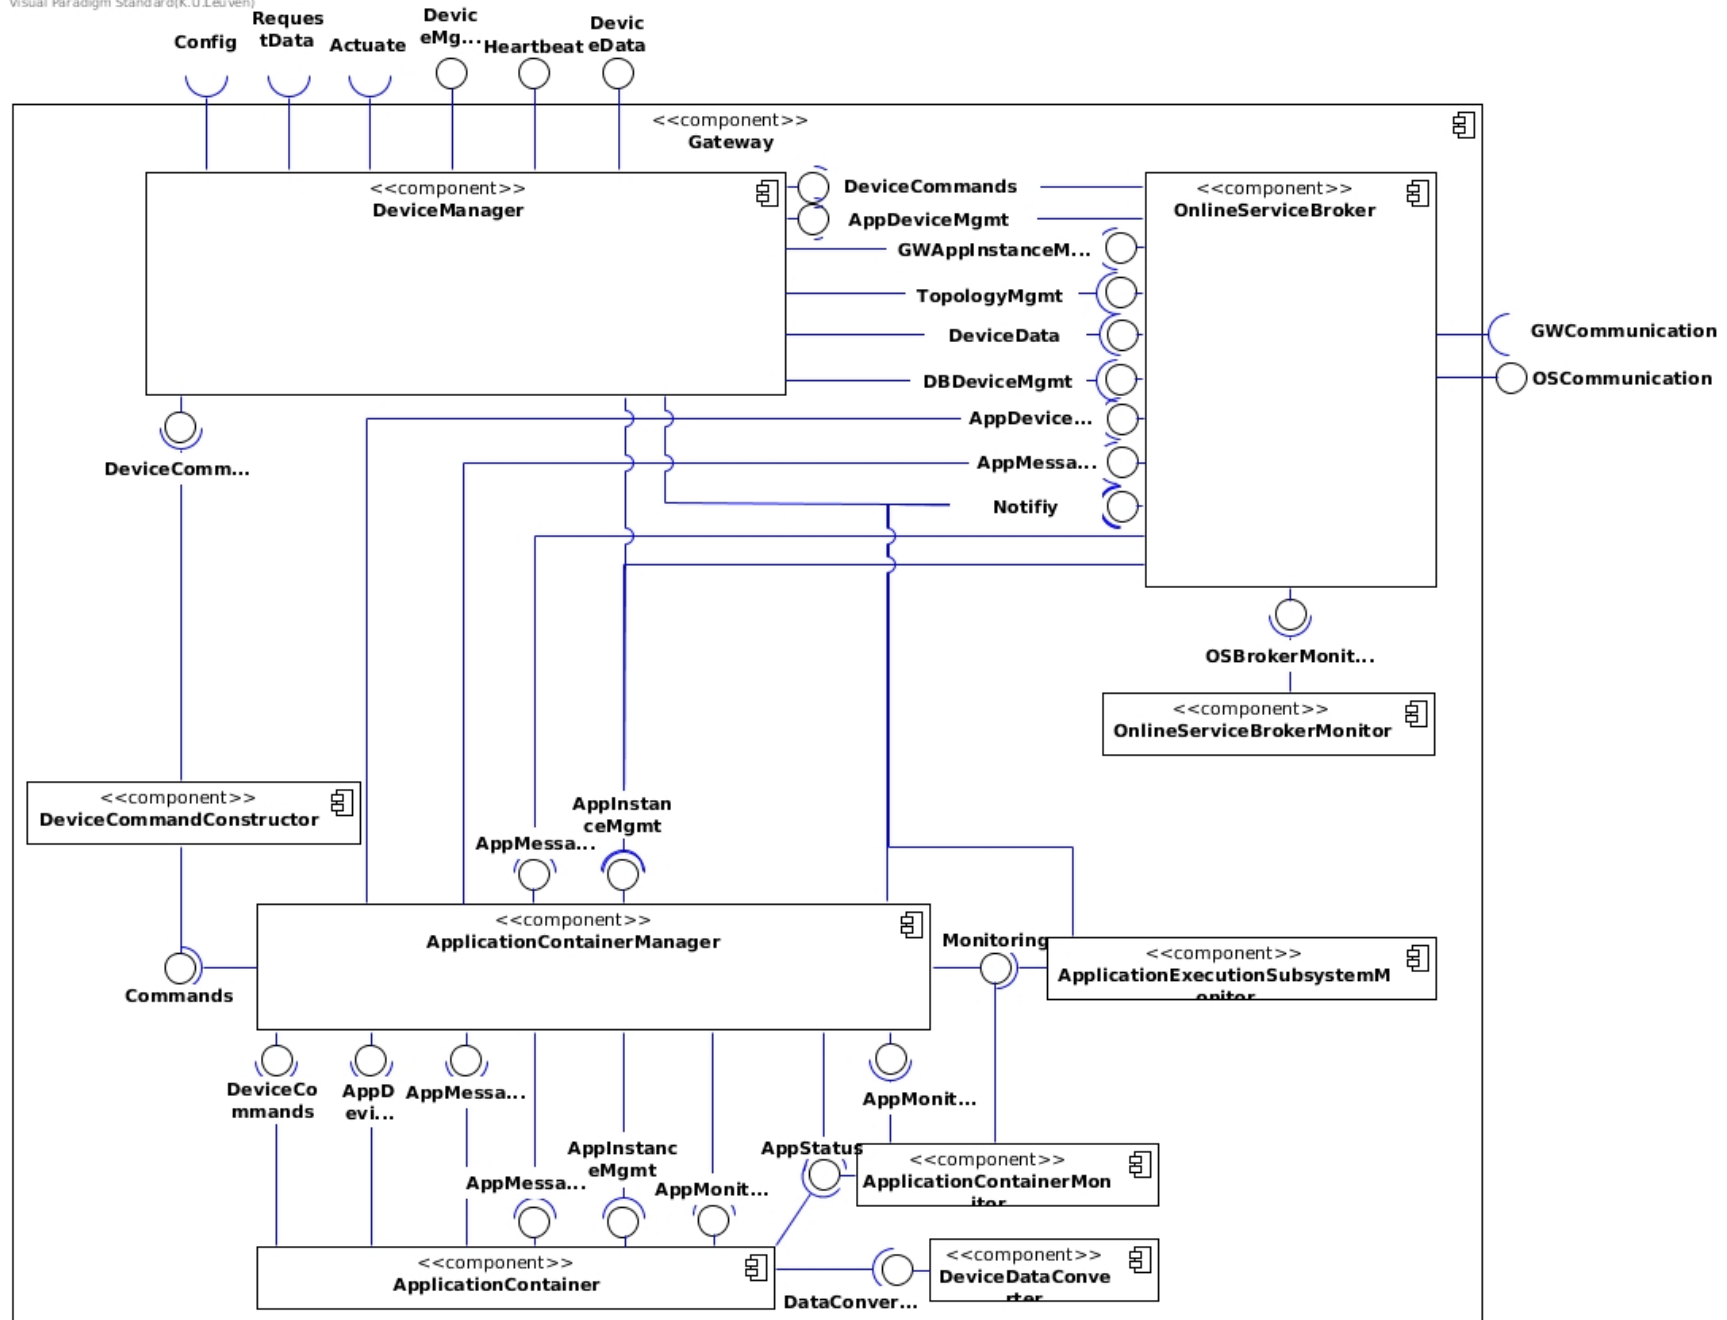 Visual Paradigm Standard(K.U.Leuven)
Config
Reques
tData
Actuate
Devic
eMg...
Heartbeat
Devic
eData
<<component>>
Gateway
<<component>>
DeviceManager
DeviceCommands
AppDeviceMgmt
GWAppInstanceM...
TopologyMgmt
DeviceData
DBDeviceMgmt
AppDevice...
AppMessa...
Notifiy
<<component>>
OnlineServiceBroker
GWCommunication
OSCommunication
DeviceComm...
OSBrokerMonit...
<<component>>
OnlineServiceBrokerMonitor
<<component>>
DeviceCommandConstructor
AppInstan
ceMgmt
AppMessa...
<<component>>
ApplicationContainerManager
Monitoring
<<component>>
ApplicationExecutionSubsystemM
onitor
Commands
DeviceCo
mmands
AppD
evi...
AppMessa...
AppMonit...
AppInstanc
eMgmt
AppMessa...
AppMonit...
AppStatus
<<component>>
ApplicationContainerMon
itor
<<component>>
ApplicationContainer
DataConver...
<<component>>
DeviceDataConve
rter